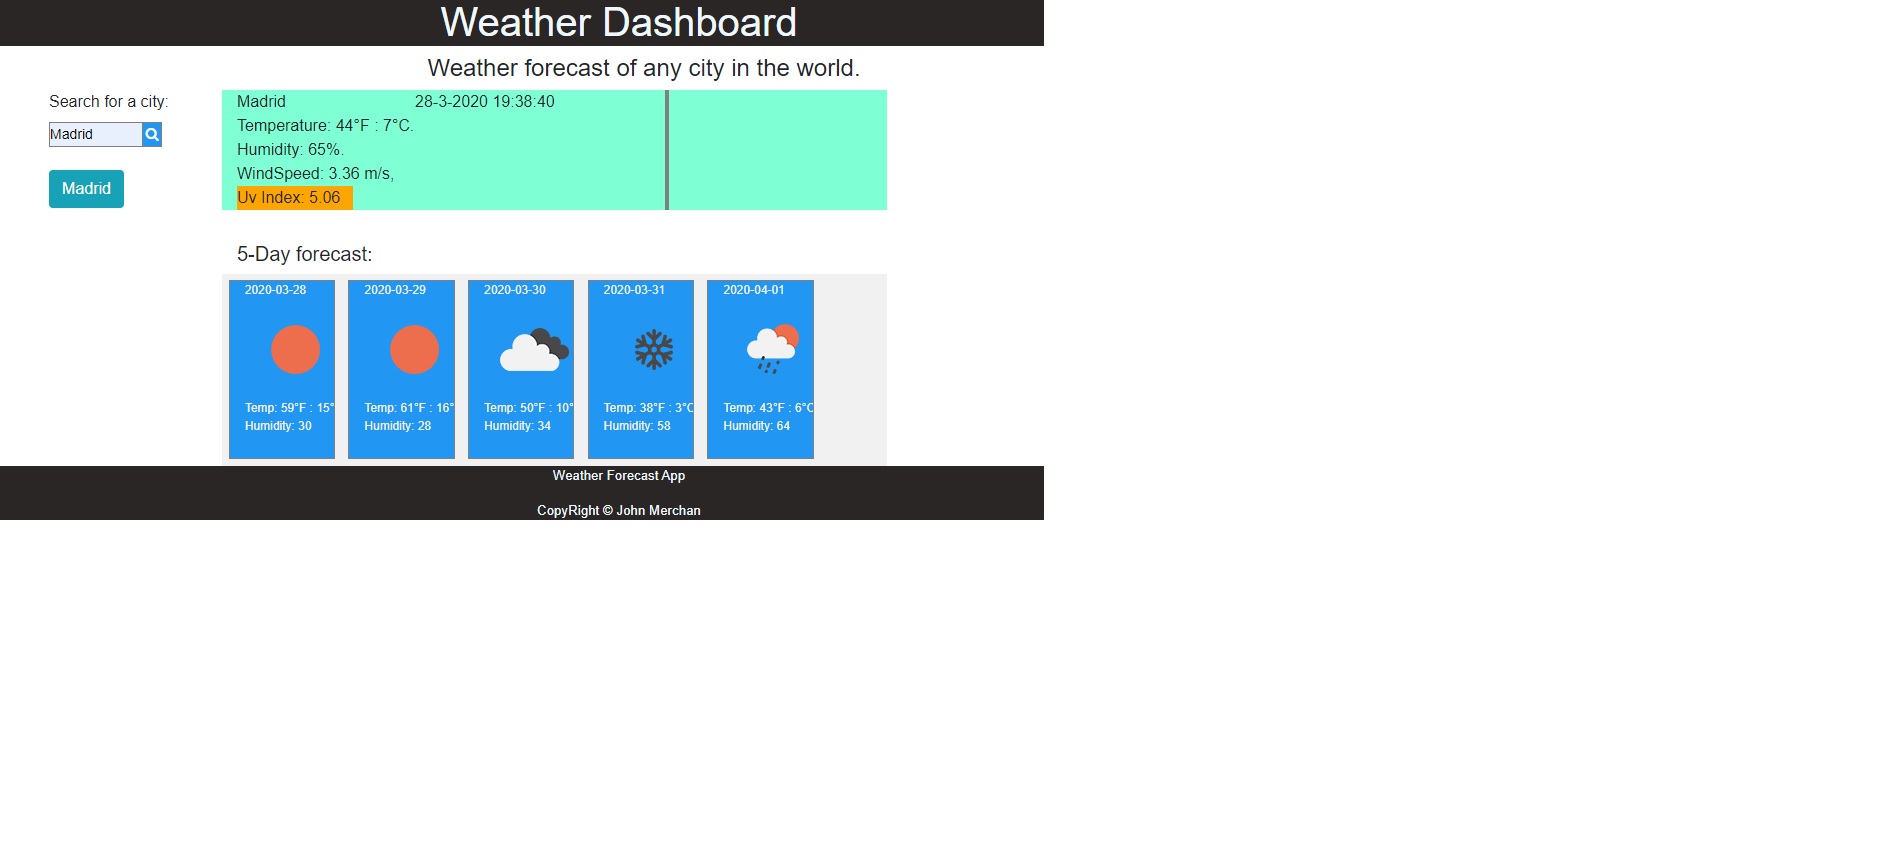 Weather Dashboard
Weather forecast of any city in the world.
Search for a city:
Madrid
Madrid
Madrid 28-3-2020 19:38:40
Temperature: 44°F : 7°C.
Humidity: 65%.
WindSpeed: 3.36 m/s,
Uv Index: 5.06
5-Day forecast:
2020-03-28
Temp: 59°F : 15°
Humidity: 30
2020-03-29
Temp: 61°F : 16°
Humidity: 28
2020-03-30
Temp: 50°F : 10°
Humidity: 34
2020-03-31
Temp: 38°F : 3°C
Humidity: 58
2020-04-01
Temp: 43°F : 6°C
Humidity: 64
Weather Forecast App
CopyRight © John Merchan